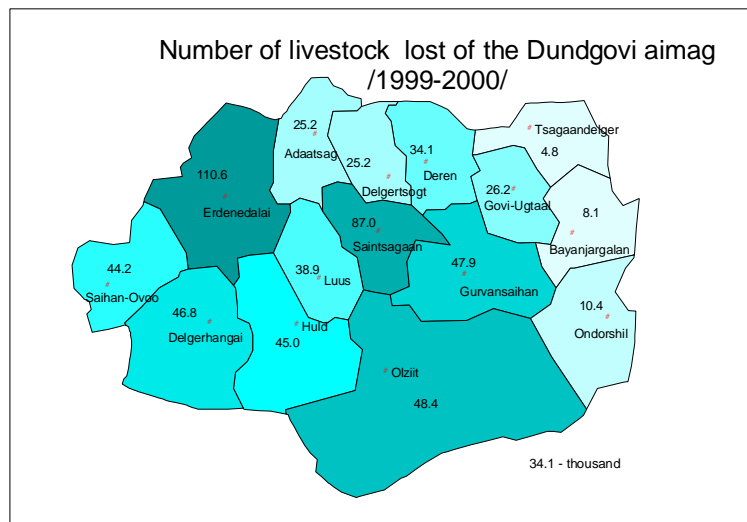 Number of livestock lost of the Dundgovi aimag
/1999-2000/
25.2
Adaatsag
25.2
Delgertsogt
34.1
Deren
Tsagaandelger
4.8
110.6
Erdenedalai
26.2
Govi-Ugtaal
87.0
Saintsagaan
8.1
Bayanjargalan
44.2
Saihan-Ovoo
38.9
Luus
47.9
Gurvansaihan
46.8
Delgerhangai
Huld
45.0
10.4
Ondorshil
Olziit
48.4
34.1 - thousand